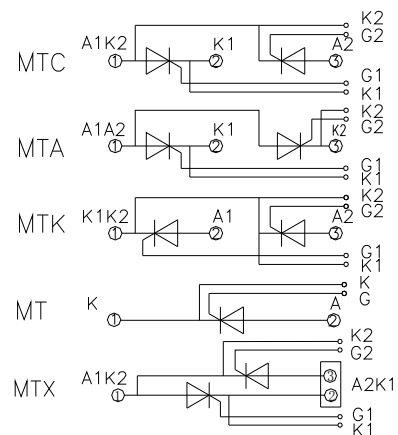 K2
A1K2 K1 A2 G2
MTC 1 2 3
G1
K1
K2
A1A2 K1 K2 G2
MTA 1 2 3
G1
K1
K2
K1K2 A1 A2 G2
MTK 1 2 3
G1
K1
K
K A G
MT 1 2
K2
G2
A1K2 3 A2K1
MTX 1 2
G1
K1